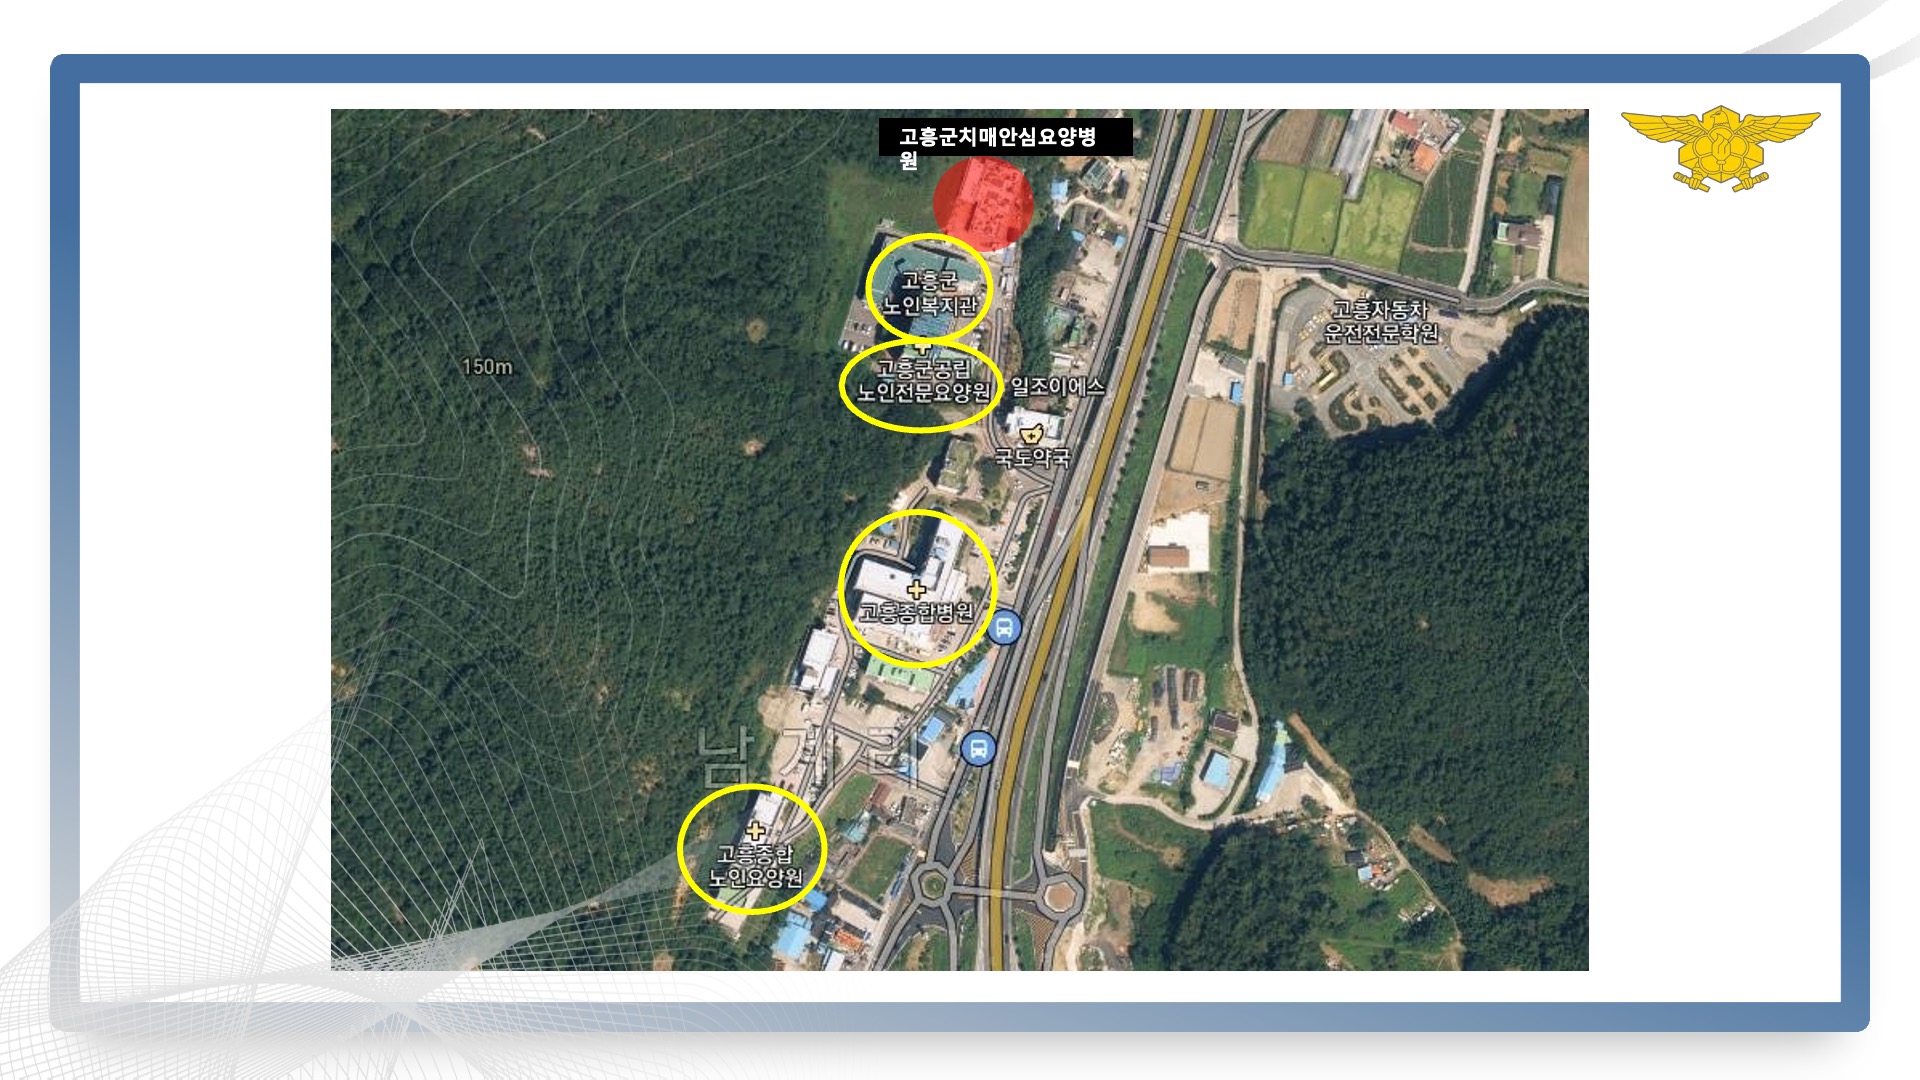 고흥군치매안심요양병
원
고흥군
노인복지관
고흥자동차
운전전문학원
150m
고흥군공립
노인전문요양원
일조이에스
국도약국
고흥종합병원
남계리
고흥종합
노인요양원